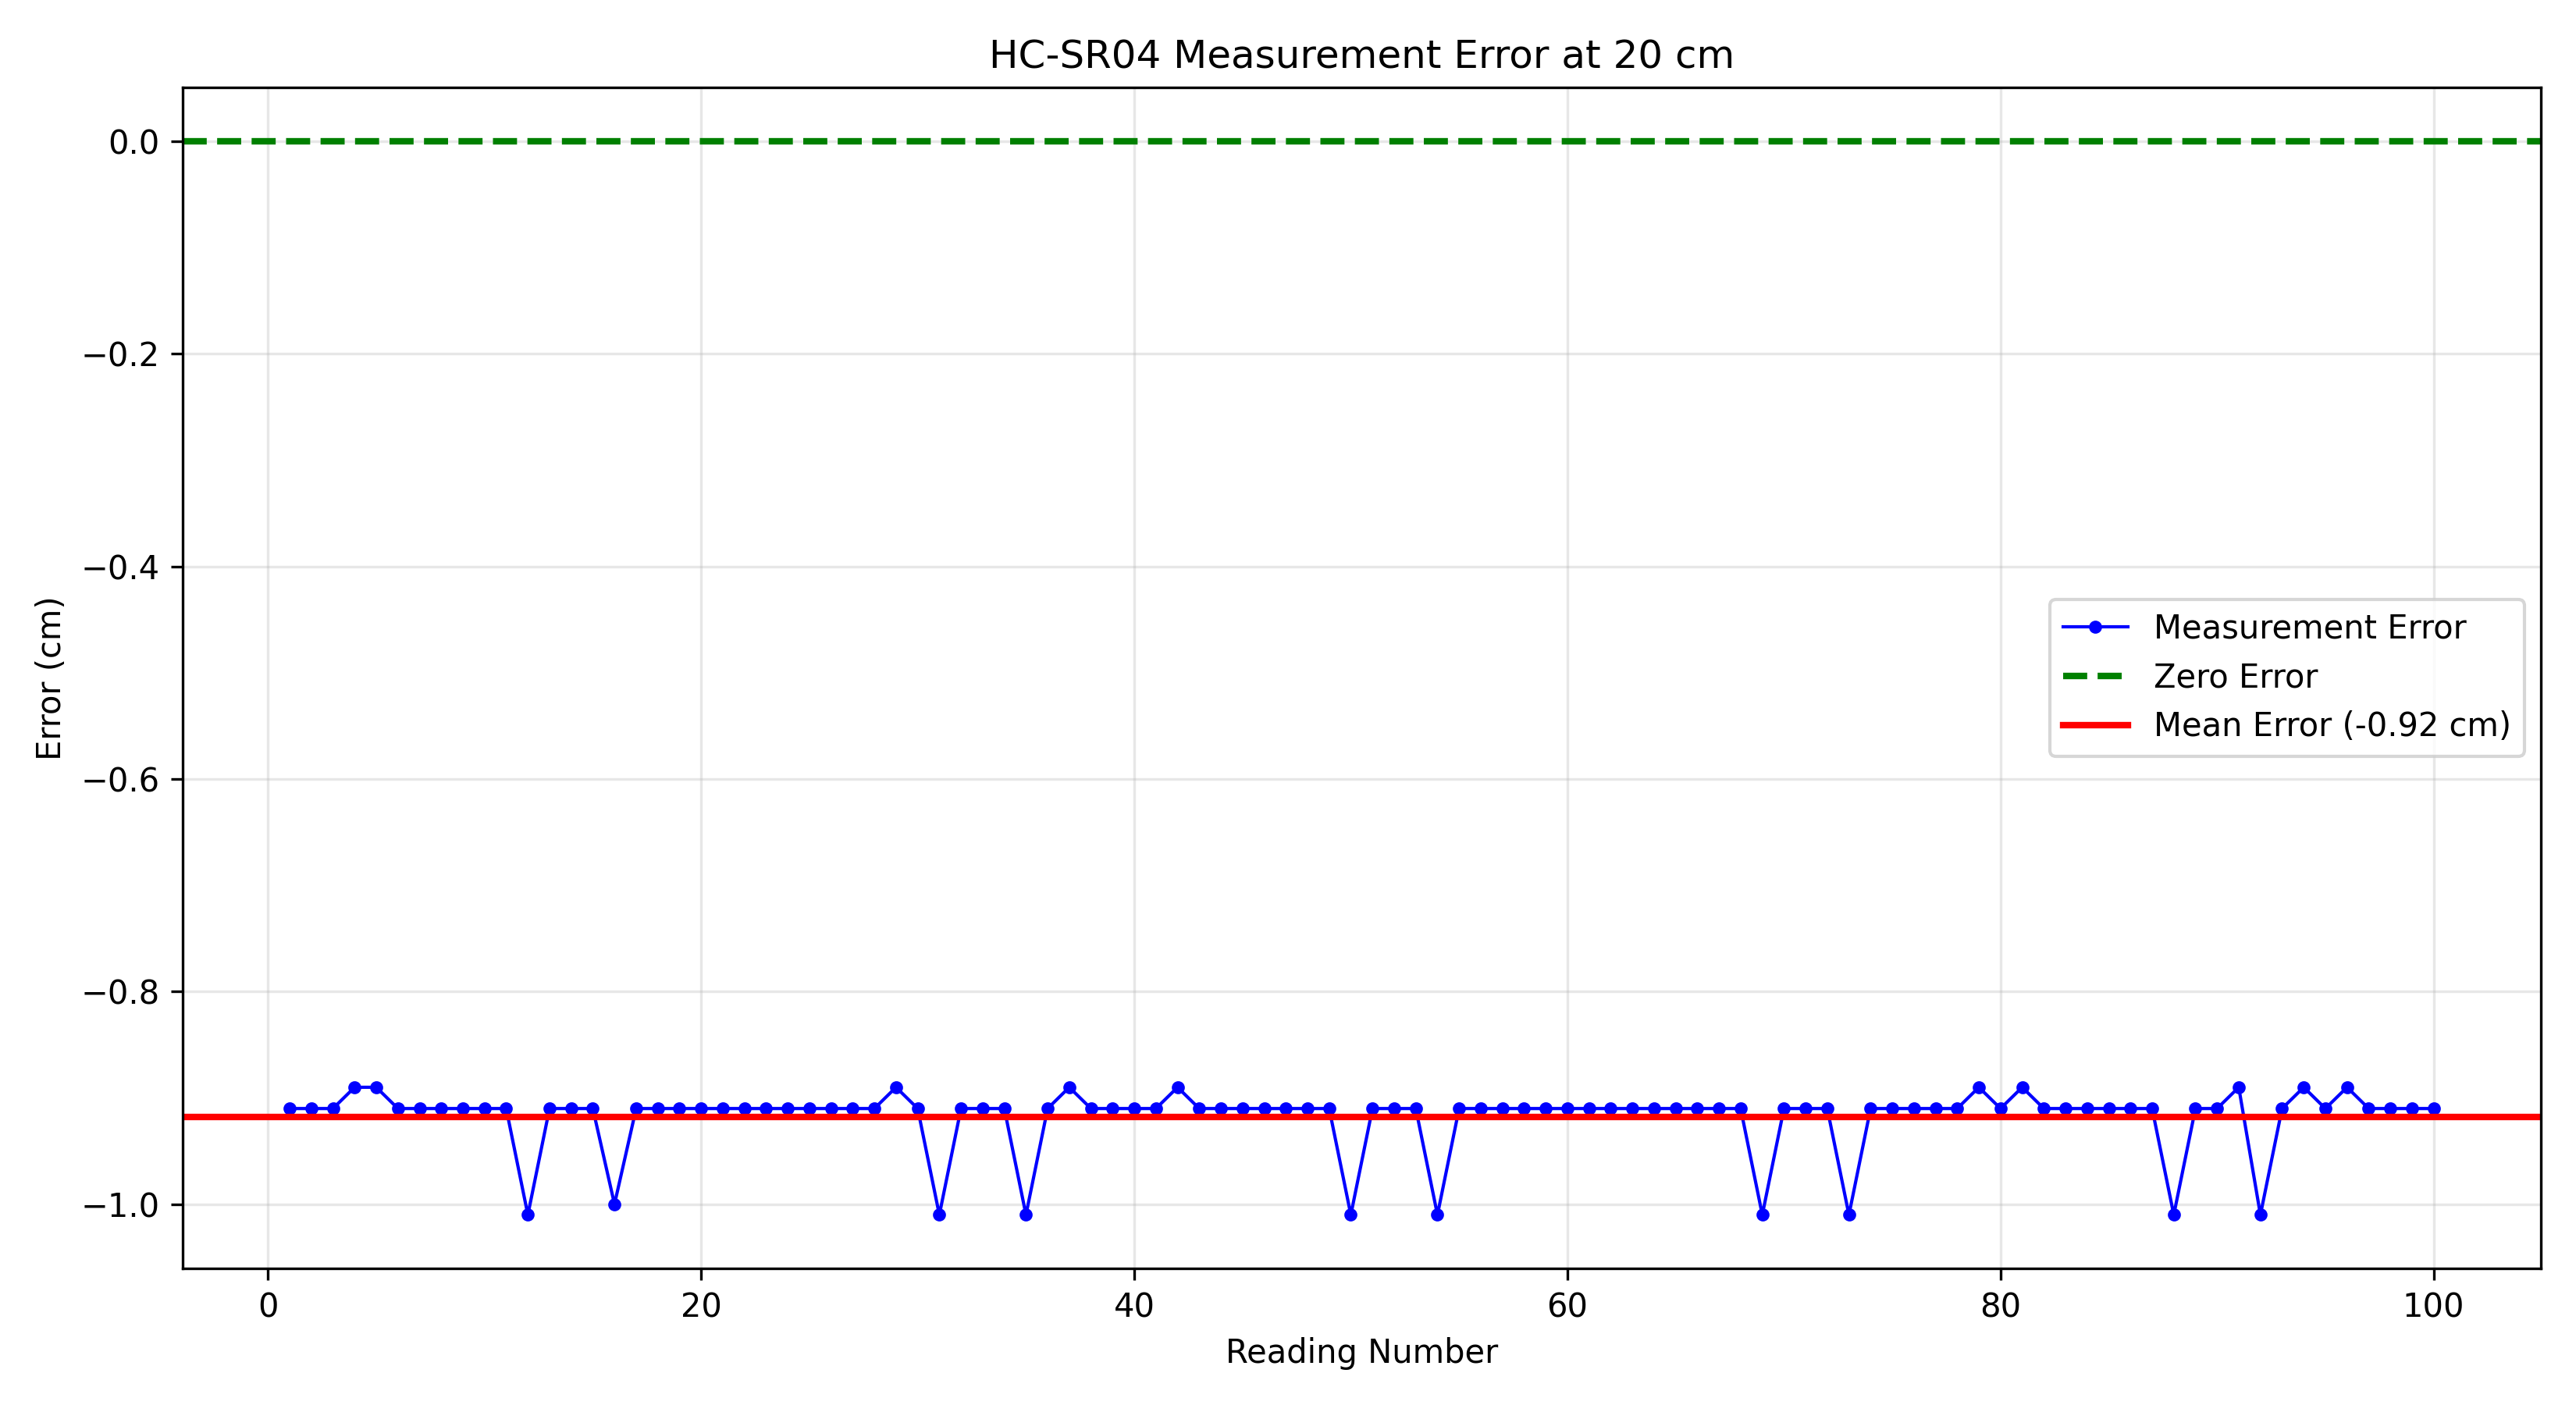 HC-SR04 Measurement Error at 20 cm
0.0
−0.2
−0.4
−0.6
−0.8
−1.0
Error (cm)
Measurement Error
Zero Error
Mean Error (-0.92 cm)
0 20 40 60 80 100
Reading Number